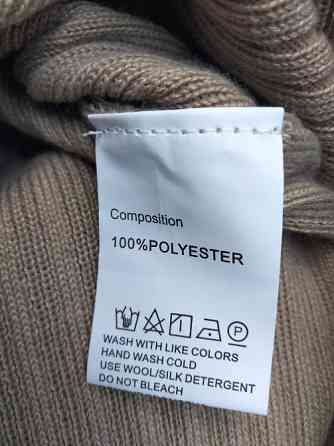 Composition
100%POLYESTER
P
WASH WITH LIKE COLORS
HAND WASH COLD
USE WOOL/SILK DETERGENT
DO NOT BLEACH